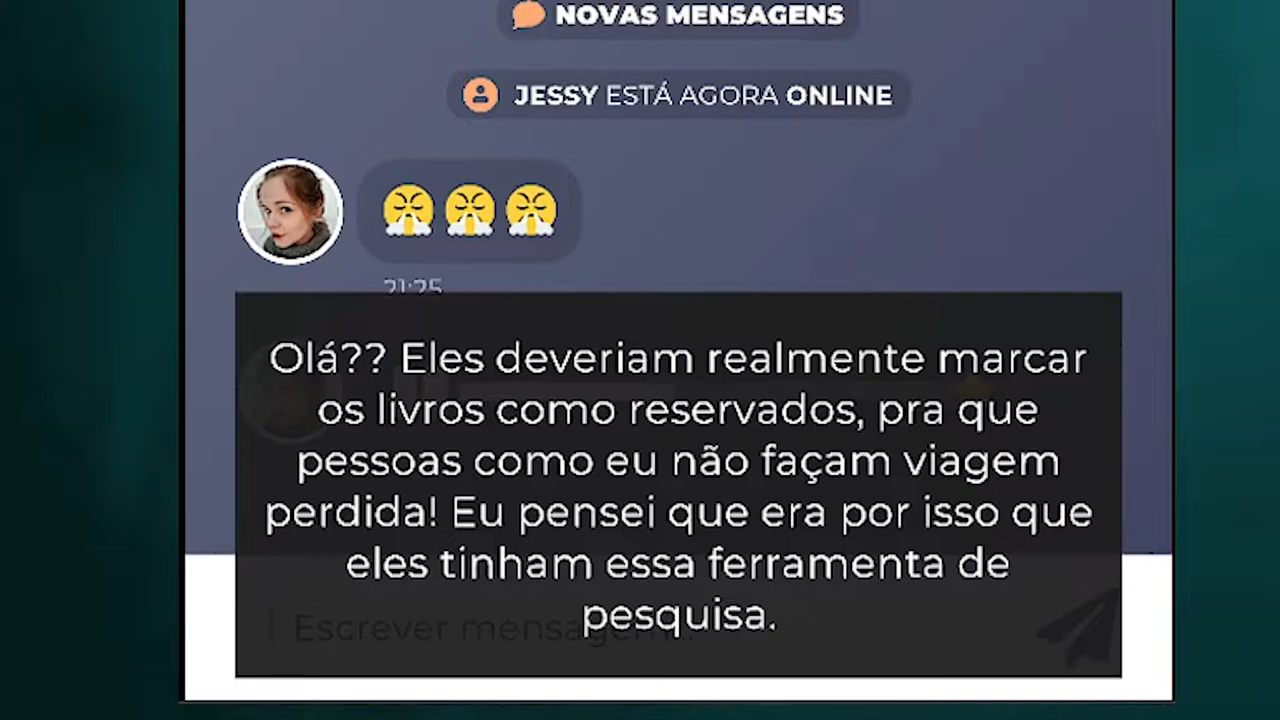 NOVAS MENSAGENS
JESSY ESTÁ AGORA ONLINE
21:25
Olá?? Eles deveriam realmente marcar
os livros como reservados, pra que
pessoas como eu não façam viagem
perdida! Eu pensei que era por isso que
eles tinham essa ferramenta de
pesquisa.
Escrever mensagem...